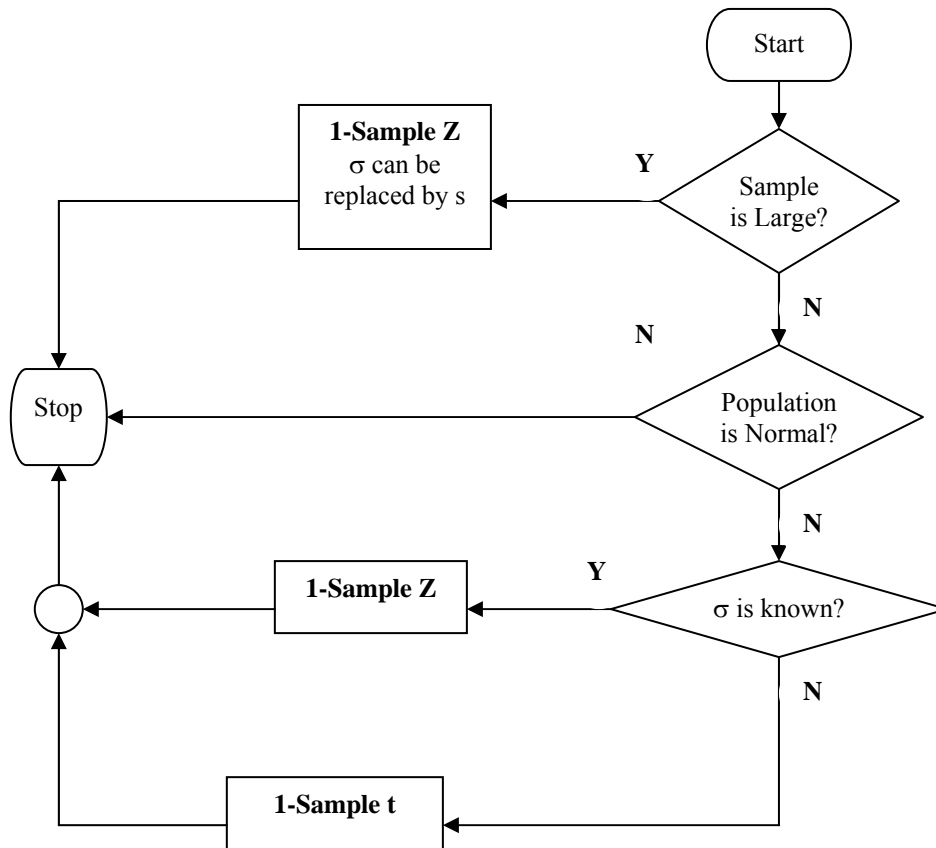 Start
1-Sample Z
σ can be
replaced by s
Y
Sample
is Large?
N
N
Stop
Population
is Normal?
N
1-Sample Z
Y
σ is known?
N
1-Sample t